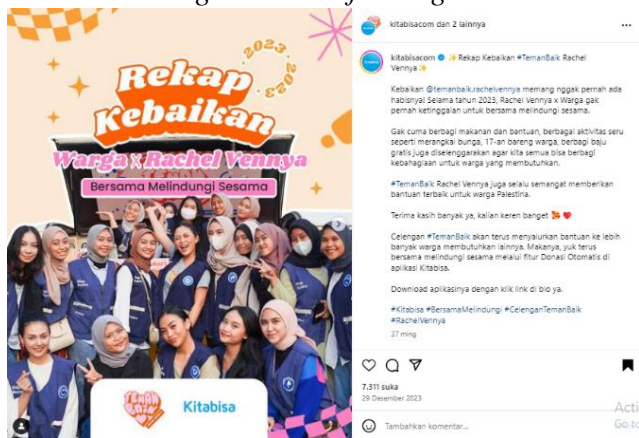 2023 2023
Rekap
Kebaikan
Warga x Rachel Vennya
Bersama Melindungi Sesama
TEMAN
BAIK
Kitabisa
kitabisacom dan 2 lainnya
kitabisacom ✨Rekap Kebaikan #TemanBaik Rachel
Vennya✨
Kebaikan @temanbaik.rachelvennya memang nggak pernah ada
habisnya! Selama tahun 2023, Rachel Vennya x Warga gak
pernah ketinggalan untuk bersama melindungi sesama.
Gak cuma berbagi makanan dan bantuan, berbagai aktivitas seru
seperti merangkai bunga, 17-an bareng warga, berbagi baju
gratis juga diselenggarakan agar kita semua bisa berbagi
kebahagiaan untuk warga yang membutuhkan.
#TemanBaik Rachel Vennya juga selalu semangat memberikan
bantuan terbaik untuk warga Palestina.
Terima kasih banyak ya, kalian keren banget
Celengan #TemanBaik akan terus menyalurkan bantuan ke lebih
banyak warga membutuhkan lainnya. Makanya, yuk terus
bersama melindungi sesama melalui fitur Donasi Otomatis di
aplikasi Kitabisa.
Download aplikasinya dengan klik link di bio ya.
#Kitabisa #BersamaMelindungi #CelenganTemanBaik
#RachelVennya
37 ming
7.311 suka
29 Desember 2023
Tambahkan komentar...
Acti
Go to